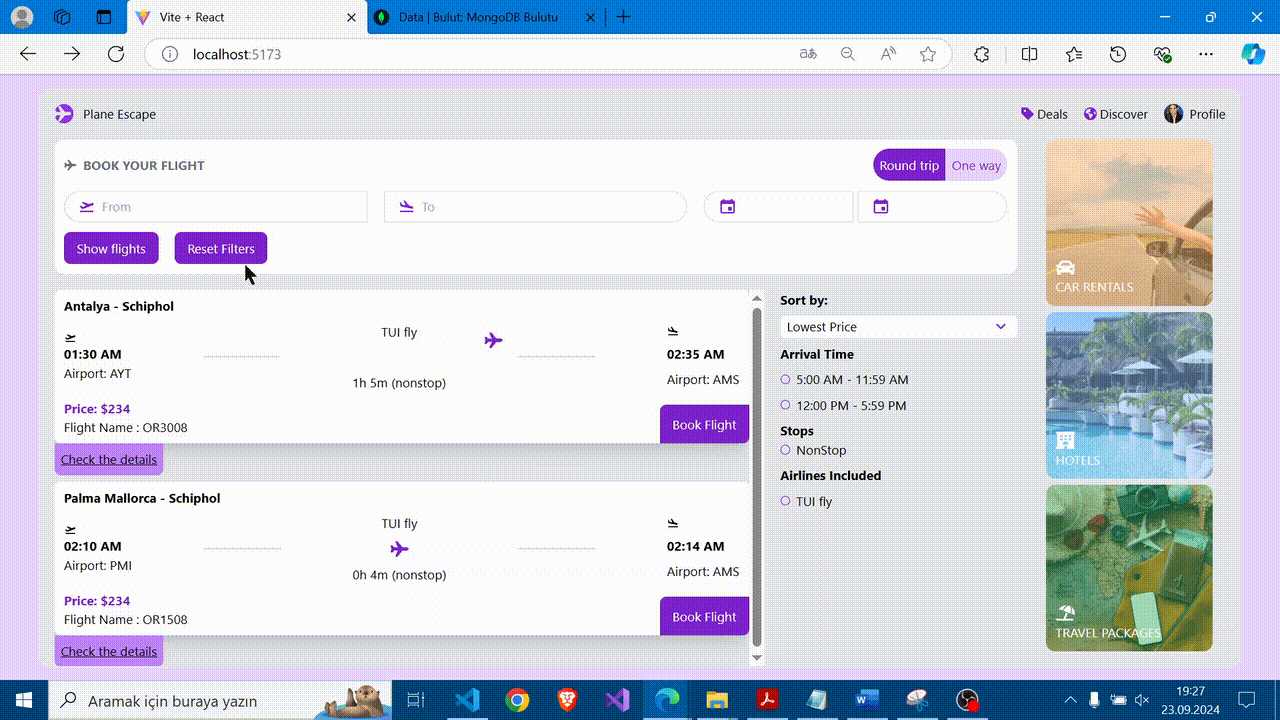 Vite + React
Data | Bulut: MongoDB Bulutu
localhost:5173
Plane Escape
Deals
Discover
Profile
BOOK YOUR FLIGHT
Round trip
One way
From
To
Show flights
Reset Filters
Antalya - Schiphol
TUI fly
01:30 AM
02:35 AM
Airport: AYT
1h 5m (nonstop)
Airport: AMS
Price: $234
Flight Name : OR3008
Book Flight
Check the details
Palma Mallorca - Schiphol
TUI fly
02:10 AM
02:14 AM
Airport: PMI
0h 4m (nonstop)
Airport: AMS
Price: $234
Flight Name : OR1508
Book Flight
Check the details
Sort by:
Lowest Price
Arrival Time
5:00 AM - 11:59 AM
12:00 PM - 5:59 PM
Stops
NonStop
Airlines Included
TUI fly
CAR RENTALS
HOTELS
TRAVEL PACKAGES
Aramak için buraya yazın
19:27
23.09.2024